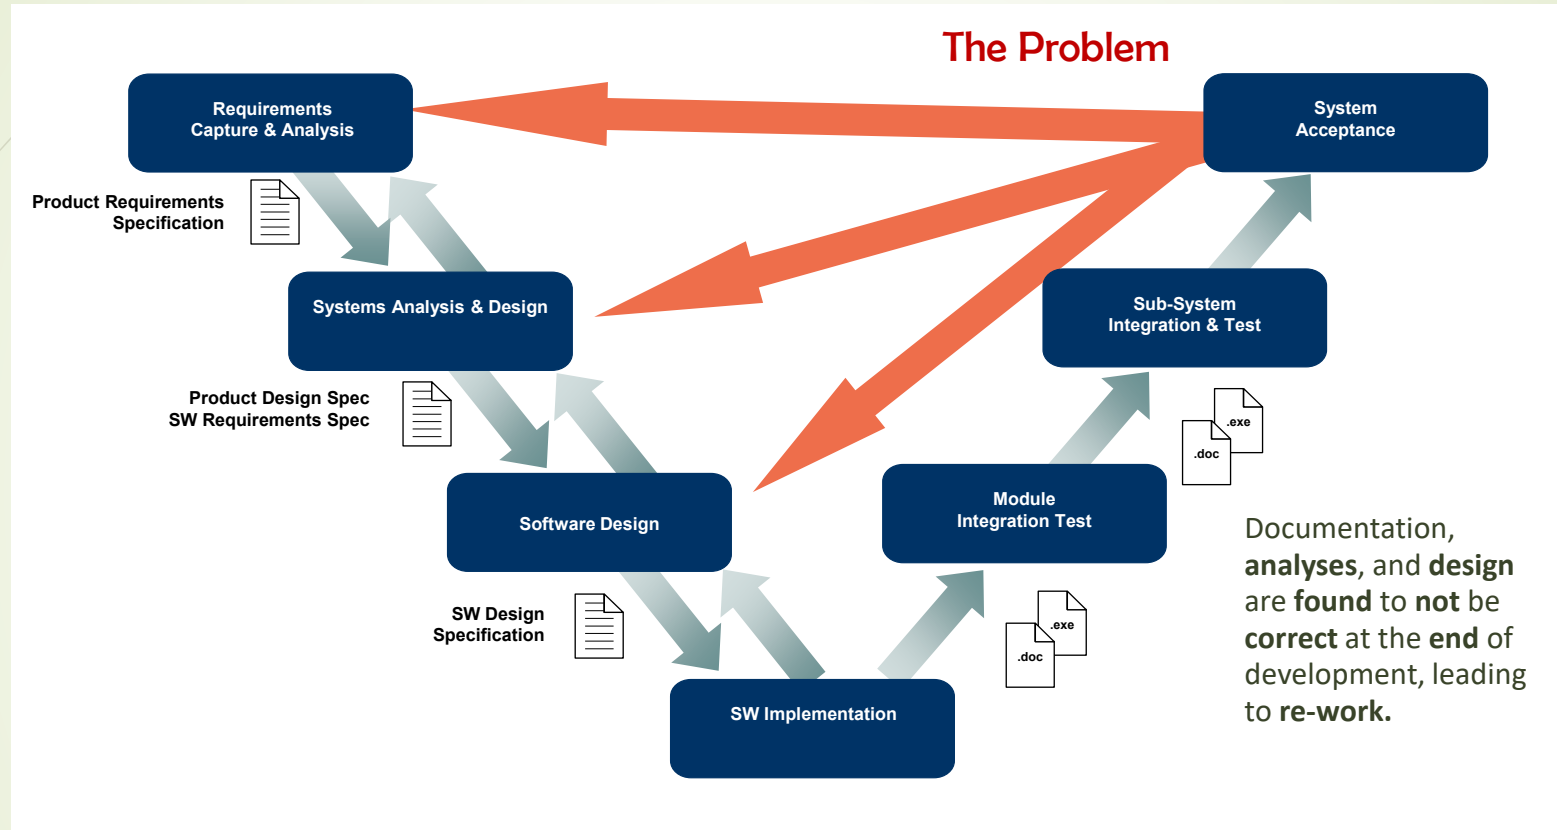 The Problem
Requirements
Capture & Analysis
System
Acceptance
Product Requirements
Specification
Systems Analysis & Design
Sub-System
Integration & Test
Product Design Spec
SW Requirements Spec
.exe
.doc
Software Design
Module
Integration Test
Documentation,
analyses, and design
are found to not be
correct at the end of
development, leading
to re-work.
SW Design
Specification
.exe
.doc
SW Implementation